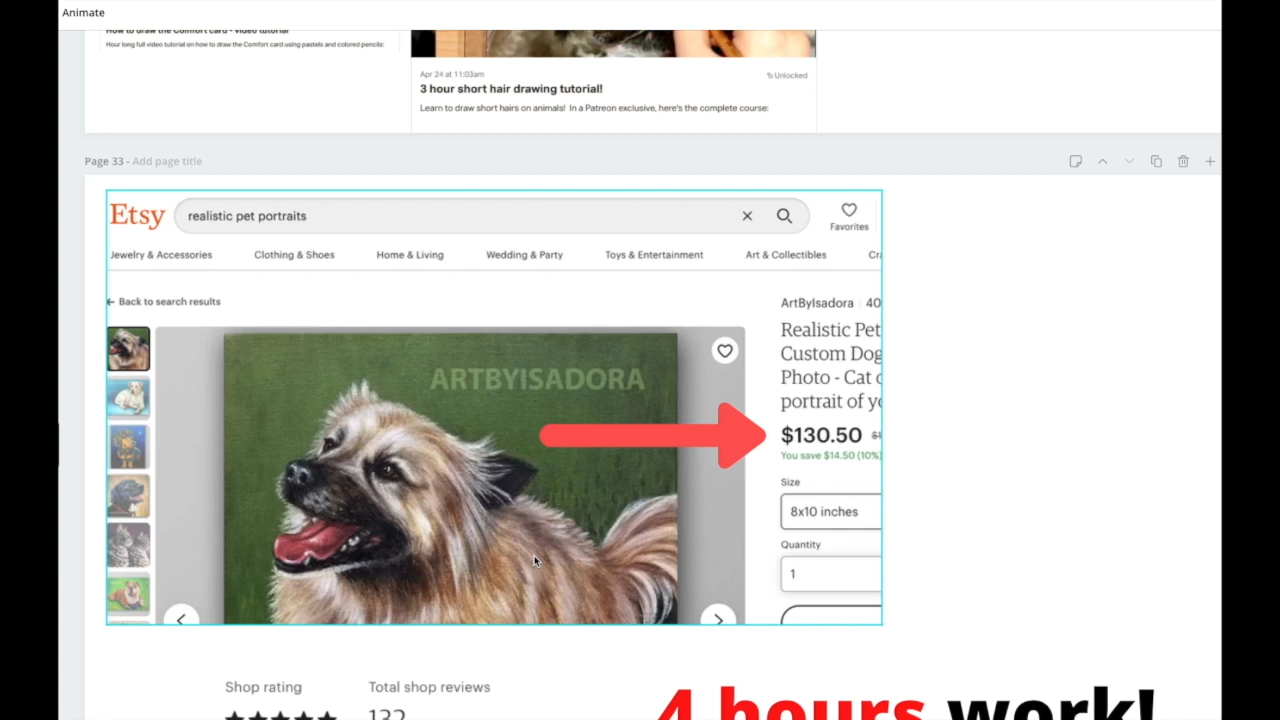 Animate
How to draw the Comfort card - video tutorial
Hour long full video tutorial on how to draw the Comfort card using pastels and colored pencils:
Apr 24 at 11:03am
Unlocked
3 hour short hair drawing tutorial!
Learn to draw short hairs on animals! In a Patreon exclusive, here's the complete course:
Page 33 - Add page title
Etsy
realistic pet portraits
Favorites
Jewelry & Accessories
Clothing & Shoes
Home & Living
Wedding & Party
Toys & Entertainment
Art & Collectibles
Cr
Back to search results
ArtByIsadora
40
Realistic Pet
Custom Dog
Photo - Cat
portrait of
ARTBYISADORA
$130.50
You save $14.50 (10%)
Size
8x10 inches
Quantity
1
Shop rating
Total shop reviews
132
4 hours work!